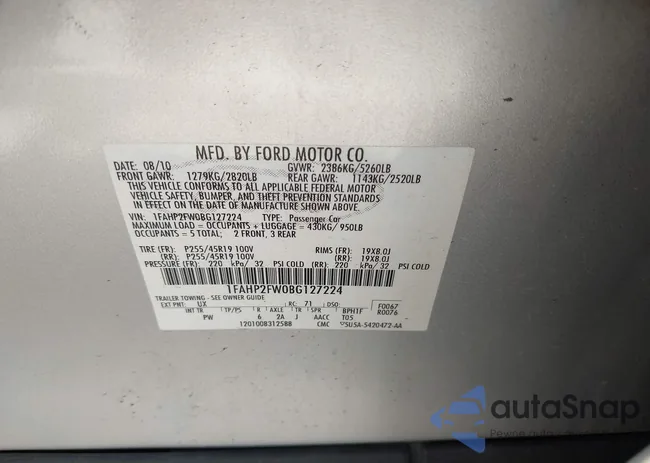 MFD. BY FORD MOTOR CO.
DATE: 08/10 GVWR: 2386KG/5260LB
FRONT GAWR: 1279KG/2820LB REAR GAWR: 1143KG/2520LB
THIS VEHICLE CONFORMS TO ALL APPLICABLE FEDERAL MOTOR
VEHICLE SAFETY, BUMPER, AND THEFT PREVENTION STANDARDS
IN EFFECT ON THE DATE OF MANUFACTURE SHOWN ABOVE.
VIN: 1FAHP2FW0BG127224 TYPE: Passenger Car
MAXIMUM LOAD = OCCUPANTS + LUGGAGE = 430KG/ 950LB
OCCUPANTS = 5 TOTAL; 2 FRONT, 3 REAR
TIRE (FR): P255/45R19 100V RIMS (FR): 19X8.0J
(RR): P255/45R19 100V (RR): 19X8.0J
PRESSURE (FR): 220 kPa/ 32 PSI COLD (RR): 220 kPa/ 32 PSI COLD
1FAHP2FW0BG127224
TRAILER TOWING - SEE OWNER GUIDE
EXT PNT: UX RC: 71 DSO: F0067
INT TR TP/PS R AXLE TR SPR BPH1F R0076
PW 6 2A J AACC T05
12010083125BB CMC 5U5A-5420472-AA
autaSnap
Pewne auto